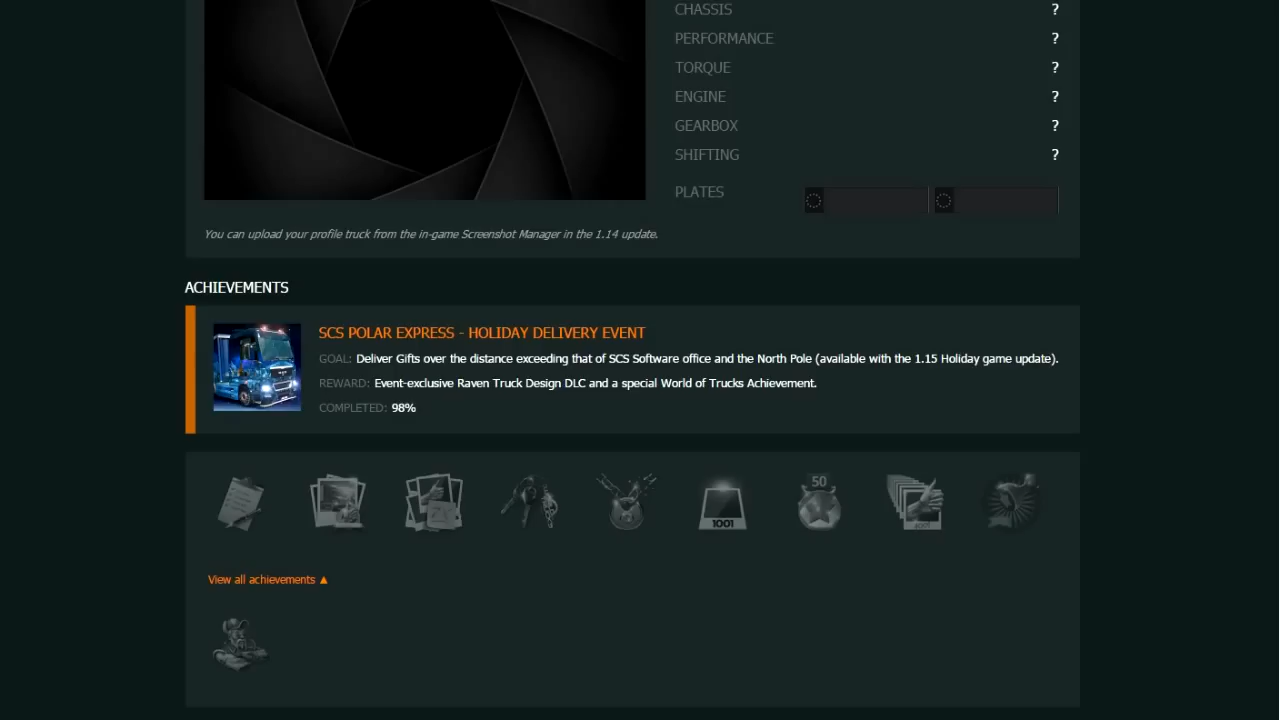 CHASSIS ?
PERFORMANCE ?
TORQUE ?
ENGINE ?
GEARBOX ?
SHIFTING ?
PLATES
You can upload your profile truck from the in-game Screenshot Manager in the 1.14 update.
ACHIEVEMENTS
SCS POLAR EXPRESS - HOLIDAY DELIVERY EVENT
GOAL: Deliver Gifts over the distance exceeding that of SCS Software office and the North Pole (available with the 1.15 Holiday game update).
REWARD: Event-exclusive Raven Truck Design DLC and a special World of Trucks Achievement.
COMPLETED: 98%
1001
50
View all achievements ▲